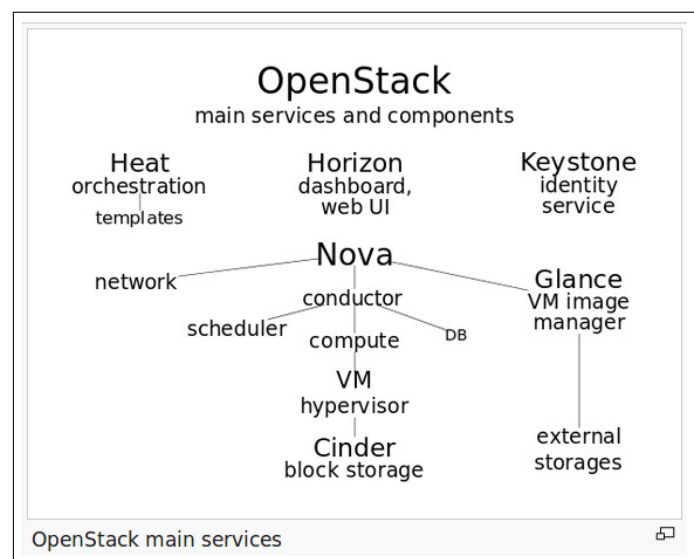 OpenStack
main services and components
Heat
orchestration
templates
Horizon
dashboard,
web UI
Keystone
identity
service
Nova
network
conductor
scheduler
compute
DB
VM
hypervisor
Cinder
block storage
Glance
VM image
manager
external
storages
OpenStack main services